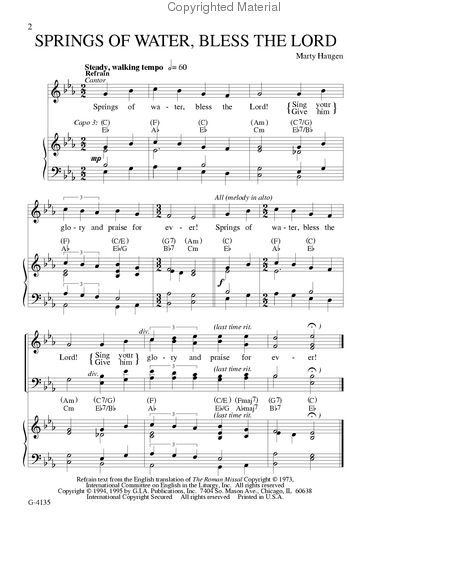 Copyrighted Material
2
SPRINGS OF WATER, BLESS THE LORD
Marty Haugen
Steady, walking tempo = 60
Refrain
Cantor
Springs of wa - ter, bless the Lord! {Sing your
Give him
Capo 3: (C) (F) (C) (Am) (C7/G)
E♭ A♭ E♭ Cm E♭7/B♭
mp
3
All (melody in alto)
glo - ry and praise for ev - er! Springs of wa - ter, bless the
(F) (C/E) (G7) (Am) (C) (F) (C)
A♭ E♭/G B♭7 Cm E♭ A♭ E♭
3
f
div. 3 (last time rit.
Lord! {Sing your glo - ry and praise for ev - er!
Give him
div. 3 (last time rit.
(Am) (C7/G) (F) (C/E) (Fmaj7) (G7) (C)
Cm E♭7/B♭ A♭ E♭/G A♭maj7 B♭7 E♭
3 (last time rit.
Refrain text from the English translation of The Roman Missal Copyright © 1973,
International Committee on English in the Liturgy, Inc. All rights reserved
Copyright © 1994, 1995 by G.I.A. Publications, Inc. 7404 So. Mason Ave., Chicago, IL 60638
International Copyright Secured All Rights Reserved Printed in U.S.A.
G-4135